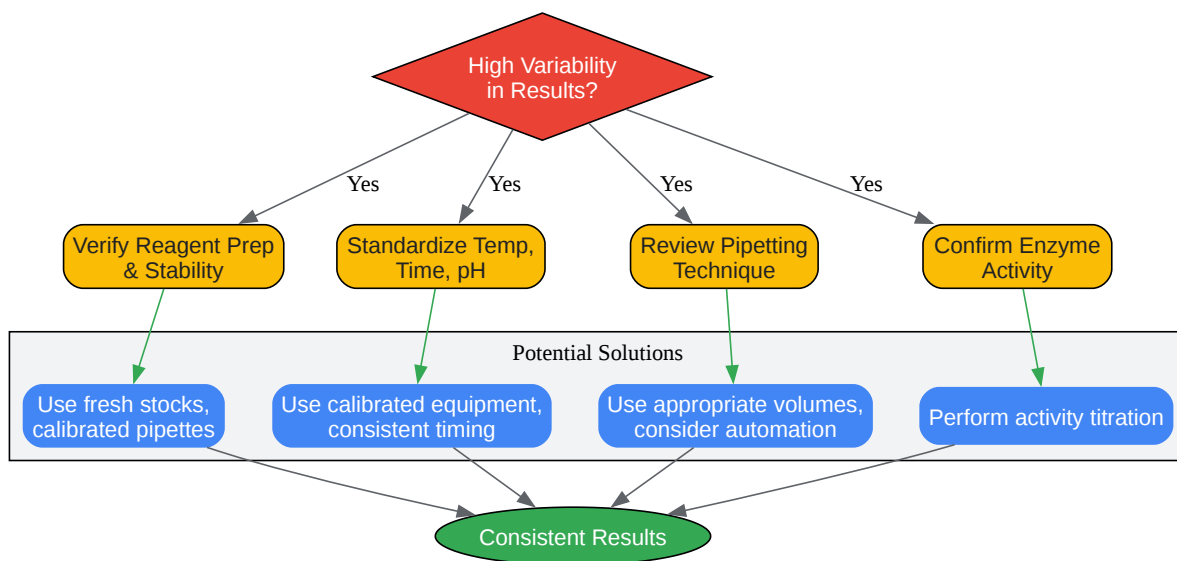 High Variability
in Results?
Yes
Yes
Yes
Yes
Verify Reagent Prep
& Stability
Standardize Temp,
Time, pH
Review Pipetting
Technique
Confirm Enzyme
Activity
Potential Solutions
Use fresh stocks,
calibrated pipettes
Use calibrated equipment,
consistent timing
Use appropriate volumes,
consider automation
Perform activity titration
Consistent Results